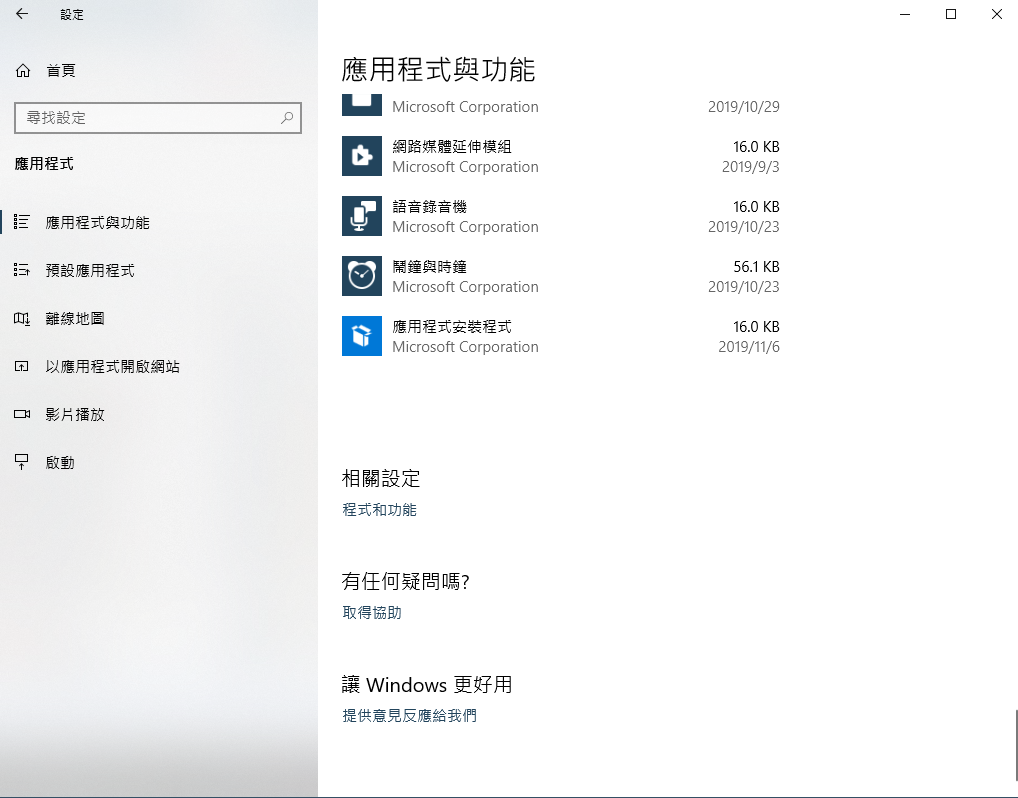 設定
首頁
尋找設定
應用程式
應用程式與功能
預設應用程式
離線地圖
以應用程式開啟網站
影片播放
啟動
應用程式與功能
Microsoft Corporation 2019/10/29
網路媒體延伸模組 16.0 KB
Microsoft Corporation 2019/9/3
語音錄音機 16.0 KB
Microsoft Corporation 2019/10/23
鬧鐘與時鐘 56.1 KB
Microsoft Corporation 2019/10/23
應用程式安裝程式 16.0 KB
Microsoft Corporation 2019/11/6
相關設定
程式和功能
有任何疑問嗎?
取得協助
讓 Windows 更好用
提供意見反應給我們